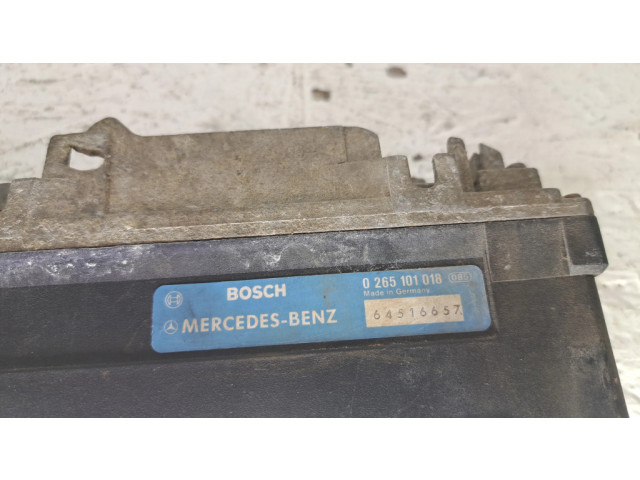 BOSCH
0 265 101 018
Made in Germany
MERCEDES-BENZ
64516657